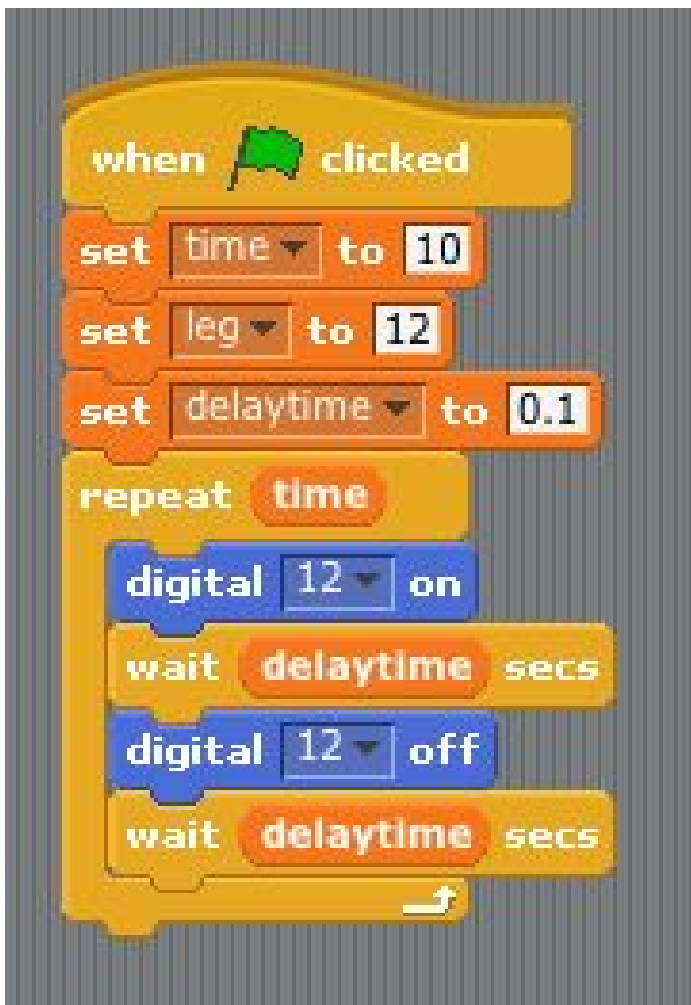 when clicked
set time to 10
set leg to 12
set delaytime to 0.1
repeat time
digital 12 on
wait delaytime secs
digital 12 off
wait delaytime secs